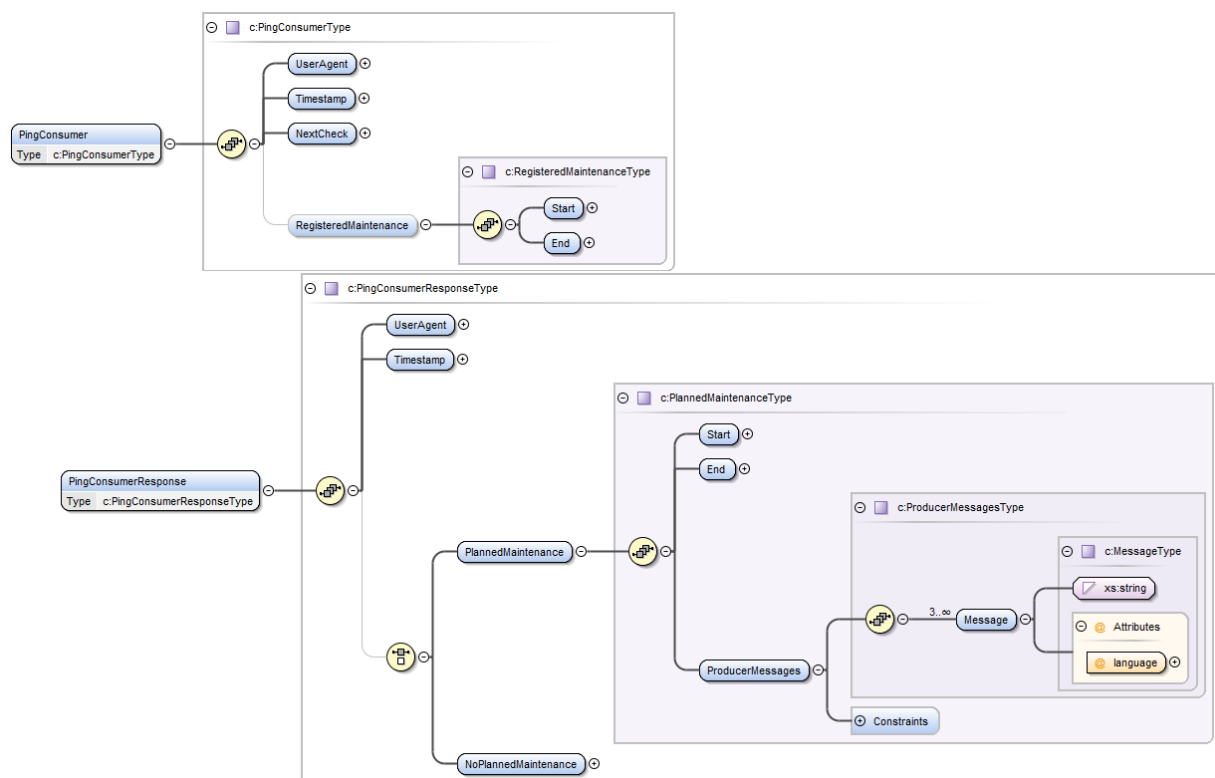 c:PingConsumerType
UserAgent
Timestamp
PingConsumer
Type c:PingConsumerType
NextCheck
c:RegisteredMaintenanceType
Start
RegisteredMaintenance
End
c:PingConsumerResponseType
UserAgent
Timestamp
c:PlannedMaintenanceType
Start
End
PingConsumerResponse
Type c:PingConsumerResponseType
c:ProducerMessagesType
PlannedMaintenance
c:MessageType
xs:string
3..∞
Message
@ Attributes
@ language
ProducerMessages
Constraints
NoPlannedMaintenance